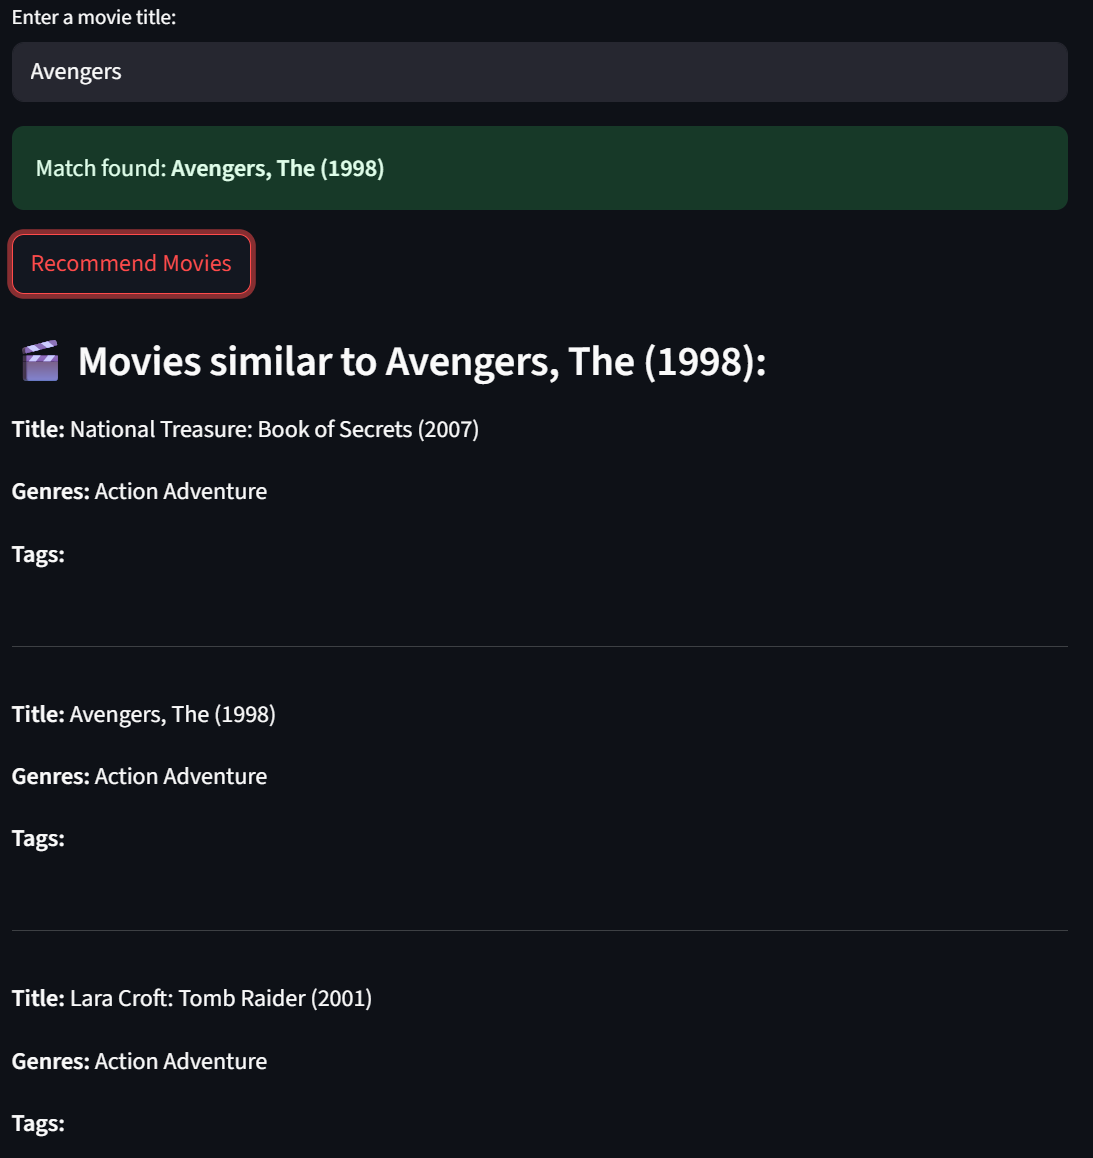 Enter a movie title:
Avengers
Match found: Avengers, The (1998)
Recommend Movies
Movies similar to Avengers, The (1998):
Title: National Treasure: Book of Secrets (2007)
Genres: Action Adventure
Tags:
Title: Avengers, The (1998)
Genres: Action Adventure
Tags:
Title: Lara Croft: Tomb Raider (2001)
Genres: Action Adventure
Tags: